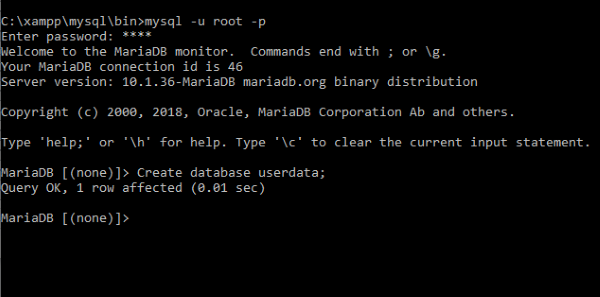 C:\xampp\mysql\bin>mysql -u root -p
Enter password: ****
Welcome to the MariaDB monitor.  Commands end with ; or \g.
Your MariaDB connection id is 46
Server version: 10.1.36-MariaDB mariadb.org binary distribution
Copyright (c) 2000, 2018, Oracle, MariaDB Corporation Ab and others.
Type 'help;' or '\h' for help. Type '\c' to clear the current input statement.
MariaDB [(none)]> Create database userdata;
Query OK, 1 row affected (0.01 sec)
MariaDB [(none)]>